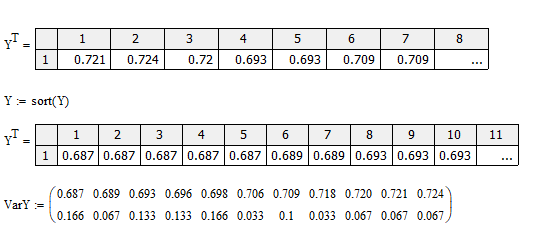 1 2 3 4 5 6 7 8
Y^T = 1 0.721 0.724 0.72 0.693 0.693 0.709 0.709 ...
Y := sort(Y)
1 2 3 4 5 6 7 8 9 10 11
Y^T = 1 0.687 0.687 0.687 0.687 0.687 0.689 0.689 0.693 0.693 0.693 ...
0.687 0.689 0.693 0.696 0.698 0.706 0.709 0.718 0.720 0.721 0.724
VarY :=
0.166 0.067 0.133 0.133 0.166 0.033 0.1 0.033 0.067 0.067 0.067